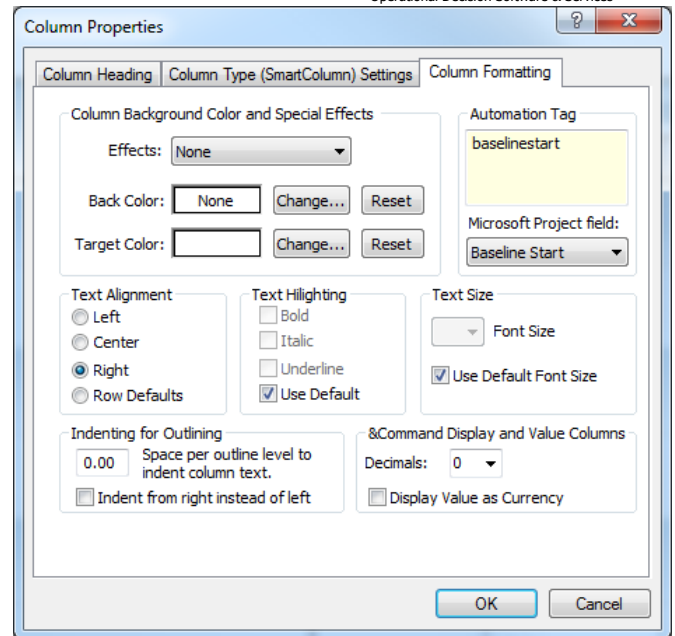 Operational Decision Software & Services
Column Properties
?
X
Column Heading
Column Type (SmartColumn) Settings
Column Formatting
Column Background Color and Special Effects
Effects: None
Back Color: None Change... Reset
Target Color: Change... Reset
Automation Tag
baselinestart
Microsoft Project field:
Baseline Start
Text Alignment
Left
Center
Right
Row Defaults
Text Hilighting
Bold
Italic
Underline
Use Default
Text Size
Font Size
Use Default Font Size
Indenting for Outlining
0.00 Space per outline level to
indent column text.
Indent from right instead of left
&Command Display and Value Columns
Decimals: 0
Display Value as Currency
OK
Cancel